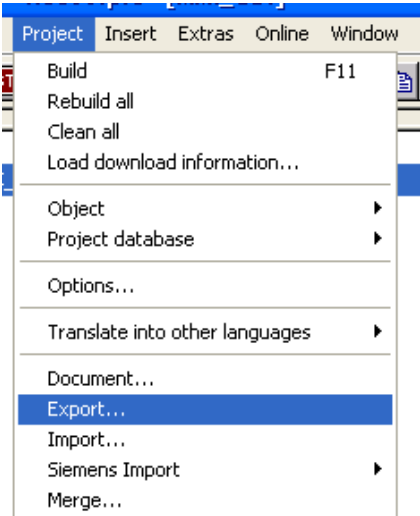 Project Insert Extras Online Window
Build F11
Rebuild all
Clean all
Load download information...
Object
Project database
Options...
Translate into other languages
Document...
Export...
Import...
Siemens Import
Merge...